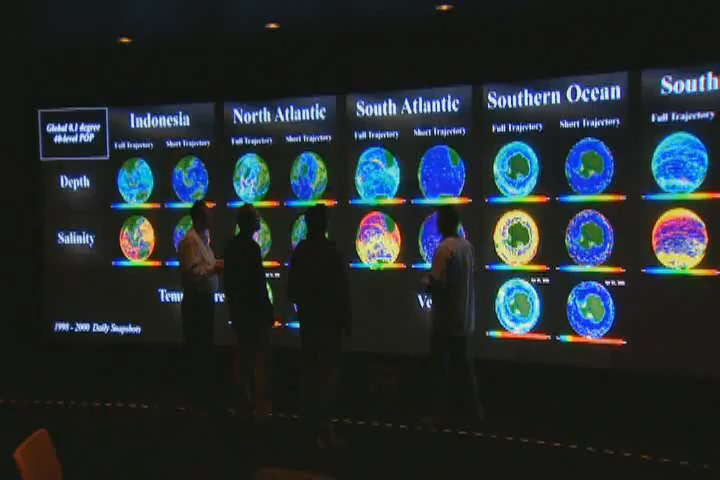 Global 0.1 degree
40-level POP
Indonesia
Full Trajectory
Short Trajectory
North Atlantic
Full Trajectory
Short Trajectory
South Atlantic
Full Trajectory
Short Trajectory
Southern Ocean
Full Trajectory
Short Trajectory
South
Full Trajectory
Depth
Salinity
1998 - 2000 Daily Snapshots